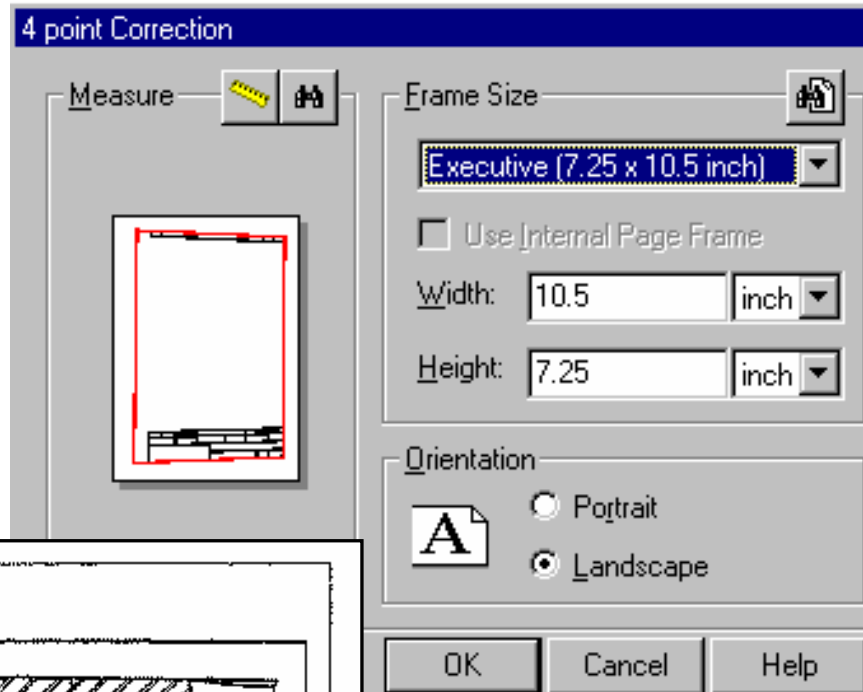 4 point Correction
Measure
Frame Size
Executive (7.25 x 10.5 inch)
Use Internal Page Frame
Width: 10.5 inch
Height: 7.25 inch
Orientation
A
Portrait
Landscape
OK Cancel Help